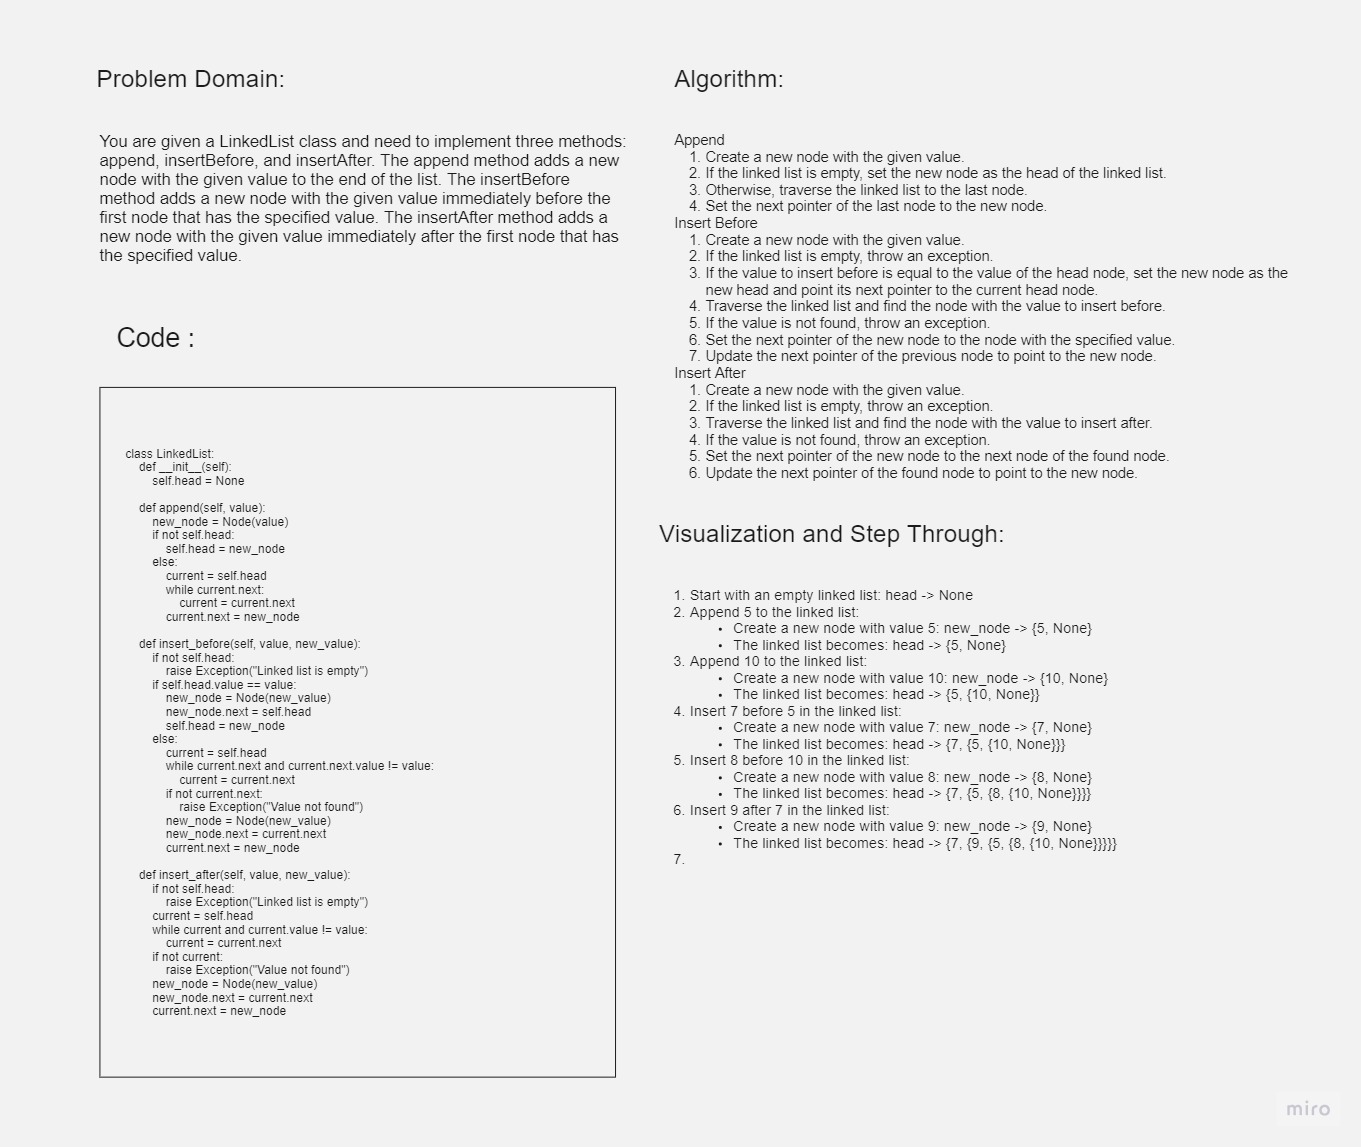 Problem Domain:
You are given a LinkedList class and need to implement three methods:
append, insertBefore, and insertAfter. The append method adds a new
node with the given value to the end of the list. The insertBefore
method adds a new node with the given value immediately before the
first node that has the specified value. The insertAfter method adds a
new node with the given value immediately after the first node that has
the specified value.
Code :
class LinkedList:
def __init__(self):
self.head = None
def append(self, value):
new_node = Node(value)
if not self.head:
self.head = new_node
else:
current = self.head
while current.next:
current = current.next
current.next = new_node
def insert_before(self, value, new_value):
if not self.head:
raise Exception("Linked list is empty")
if self.head.value == value:
new_node = Node(new_value)
new_node.next = self.head
self.head = new_node
else:
current = self.head
while current.next and current.next.value != value:
current = current.next
if not current.next:
raise Exception("Value not found")
new_node = Node(new_value)
new_node.next = current.next
current.next = new_node
def insert_after(self, value, new_value):
if not self.head:
raise Exception("Linked list is empty")
current = self.head
while current and current.value != value:
current = current.next
if not current:
raise Exception("Value not found")
new_node = Node(new_value)
new_node.next = current.next
current.next = new_node
Algorithm:
Append
1. Create a new node with the given value.
2. If the linked list is empty, set the new node as the head of the linked list.
3. Otherwise, traverse the linked list to the last node.
4. Set the next pointer of the last node to the new node.
Insert Before
1. Create a new node with the given value.
2. If the linked list is empty, throw an exception.
3. If the value to insert before is equal to the value of the head node, set the new node as the
new head and point its next pointer to the current head node.
4. Traverse the linked list and find the node with the value to insert before.
5. If the value is not found, throw an exception.
6. Set the next pointer of the new node to the node with the specified value.
7. Update the next pointer of the previous node to point to the new node.
Insert After
1. Create a new node with the given value.
2. If the linked list is empty, throw an exception.
3. Traverse the linked list and find the node with the value to insert after.
4. If the value is not found, throw an exception.
5. Set the next pointer of the new node to the next node of the found node.
6. Update the next pointer of the found node to point to the new node.
Visualization and Step Through:
1. Start with an empty linked list: head -> None
2. Append 5 to the linked list:
• Create a new node with value 5: new_node -> {5, None}
• The linked list becomes: head -> {5, None}
3. Append 10 to the linked list:
• Create a new node with value 10: new_node -> {10, None}
• The linked list becomes: head -> {5, {10, None}}
4. Insert 7 before 5 in the linked list:
• Create a new node with value 7: new_node -> {7, None}
• The linked list becomes: head -> {7, {5, {10, None}}}
5. Insert 8 before 10 in the linked list:
• Create a new node with value 8: new_node -> {8, None}
• The linked list becomes: head -> {7, {5, {8, {10, None}}}}
6. Insert 9 after 7 in the linked list:
• Create a new node with value 9: new_node -> {9, None}
• The linked list becomes: head -> {7, {9, {5, {8, {10, None}}}}}
7.
miro